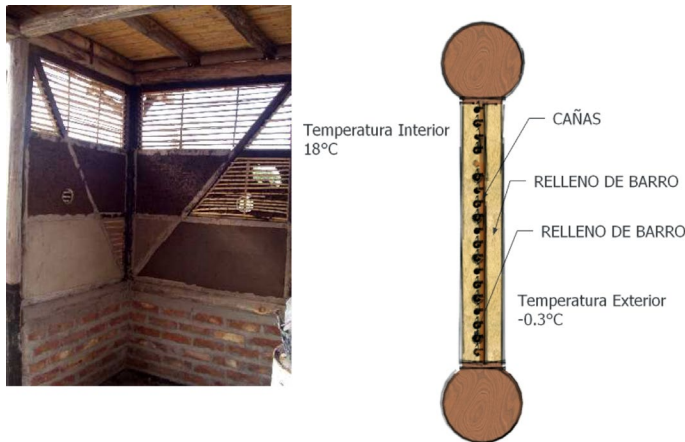 Temperatura Interior
18°C
CAÑAS
RELLENO DE BARRO
RELLENO DE BARRO
Temperatura Exterior
-0.3°C